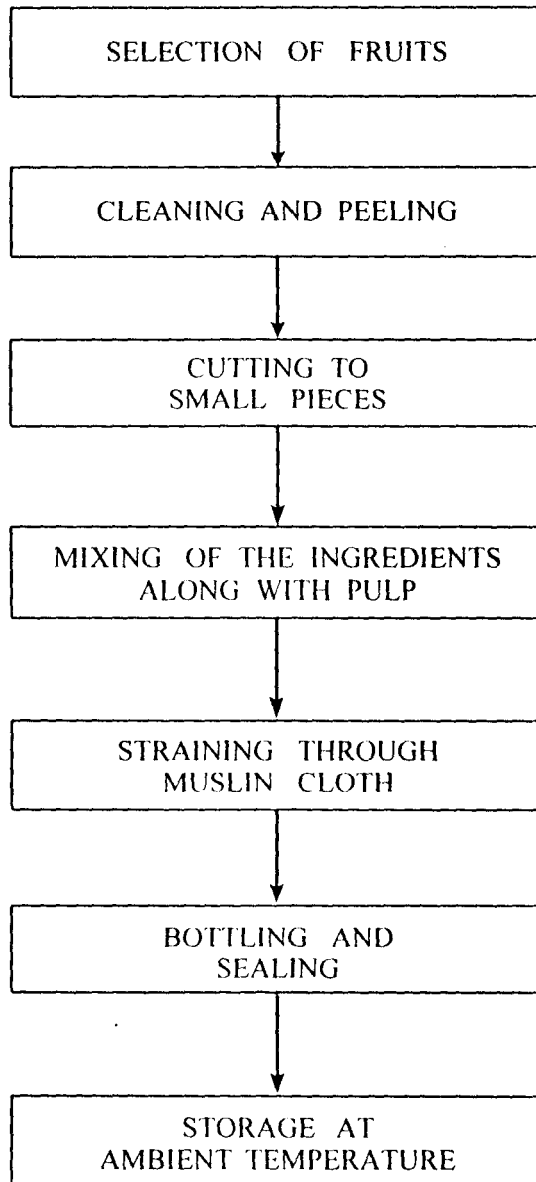 SELECTION OF FRUITS
CLEANING AND PEELING
CUTTING TO
SMALL PIECES
MIXING OF THE INGREDIENTS
ALONG WITH PULP
STRAINING THROUGH
MUSLIN CLOTH
BOTTLING AND
SEALING
STORAGE AT
AMBIENT TEMPERATURE